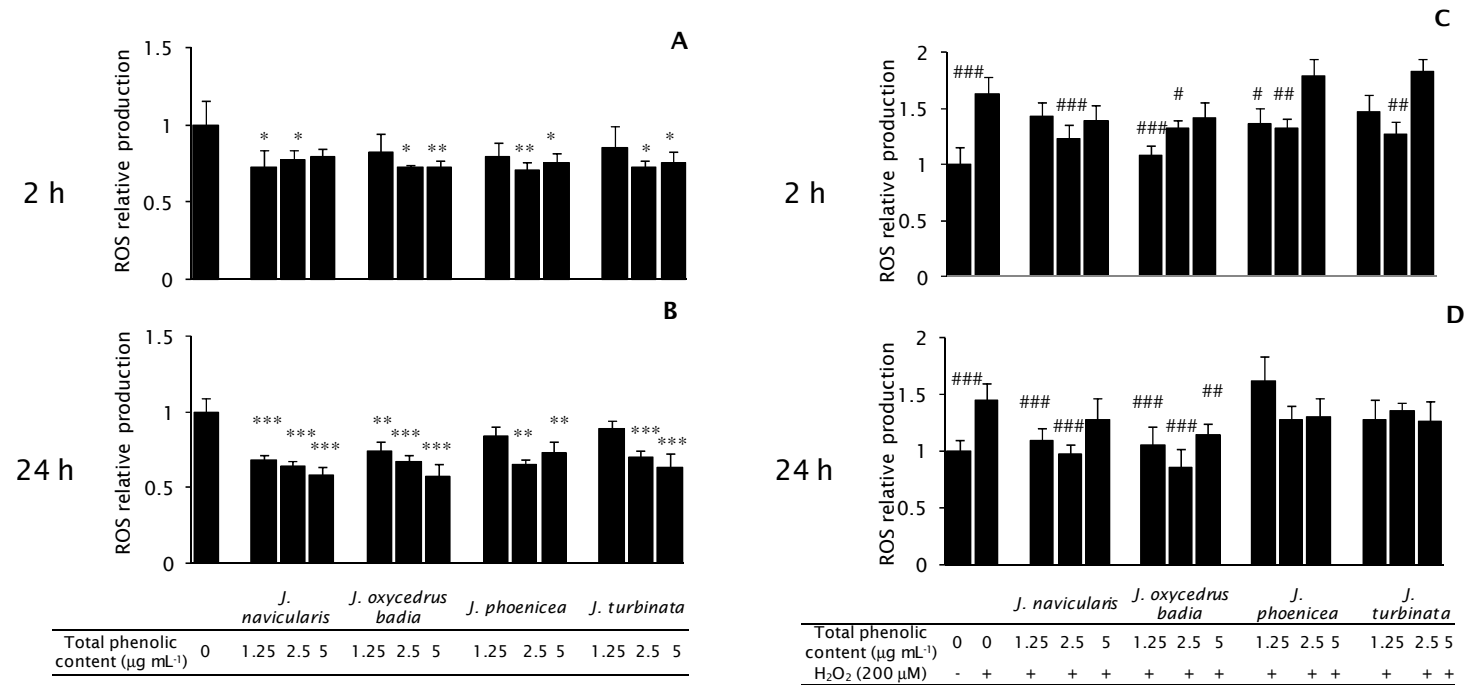 A
1.5
1
0.5
0
ROS relative production
2 h
* * * ** ** * * *
B
1.5
1
0.5
0
ROS relative production
24 h
*** *** *** ** *** *** ** ** *** ***
J. navicularis
J. oxycedrus badia
J. phoenicea
J. turbinata
Total phenolic content (µg mL-1) 0 1.25 2.5 5 1.25 2.5 5 1.25 2.5 5 1.25 2.5 5
C
2
1.5
1
0.5
0
ROS relative production
2 h
### ### ### # # ## ##
D
2
1.5
1
0.5
0
ROS relative production
24 h
### ### ### ### ### ##
J. navicularis
J. oxycedrus badia
J. phoenicea
J. turbinata
Total phenolic content (µg mL-1) 0 0 1.25 2.5 5 1.25 2.5 5 1.25 2.5 5 1.25 2.5 5
H2O2 (200 µM) - + + + + + + + + + + + + +